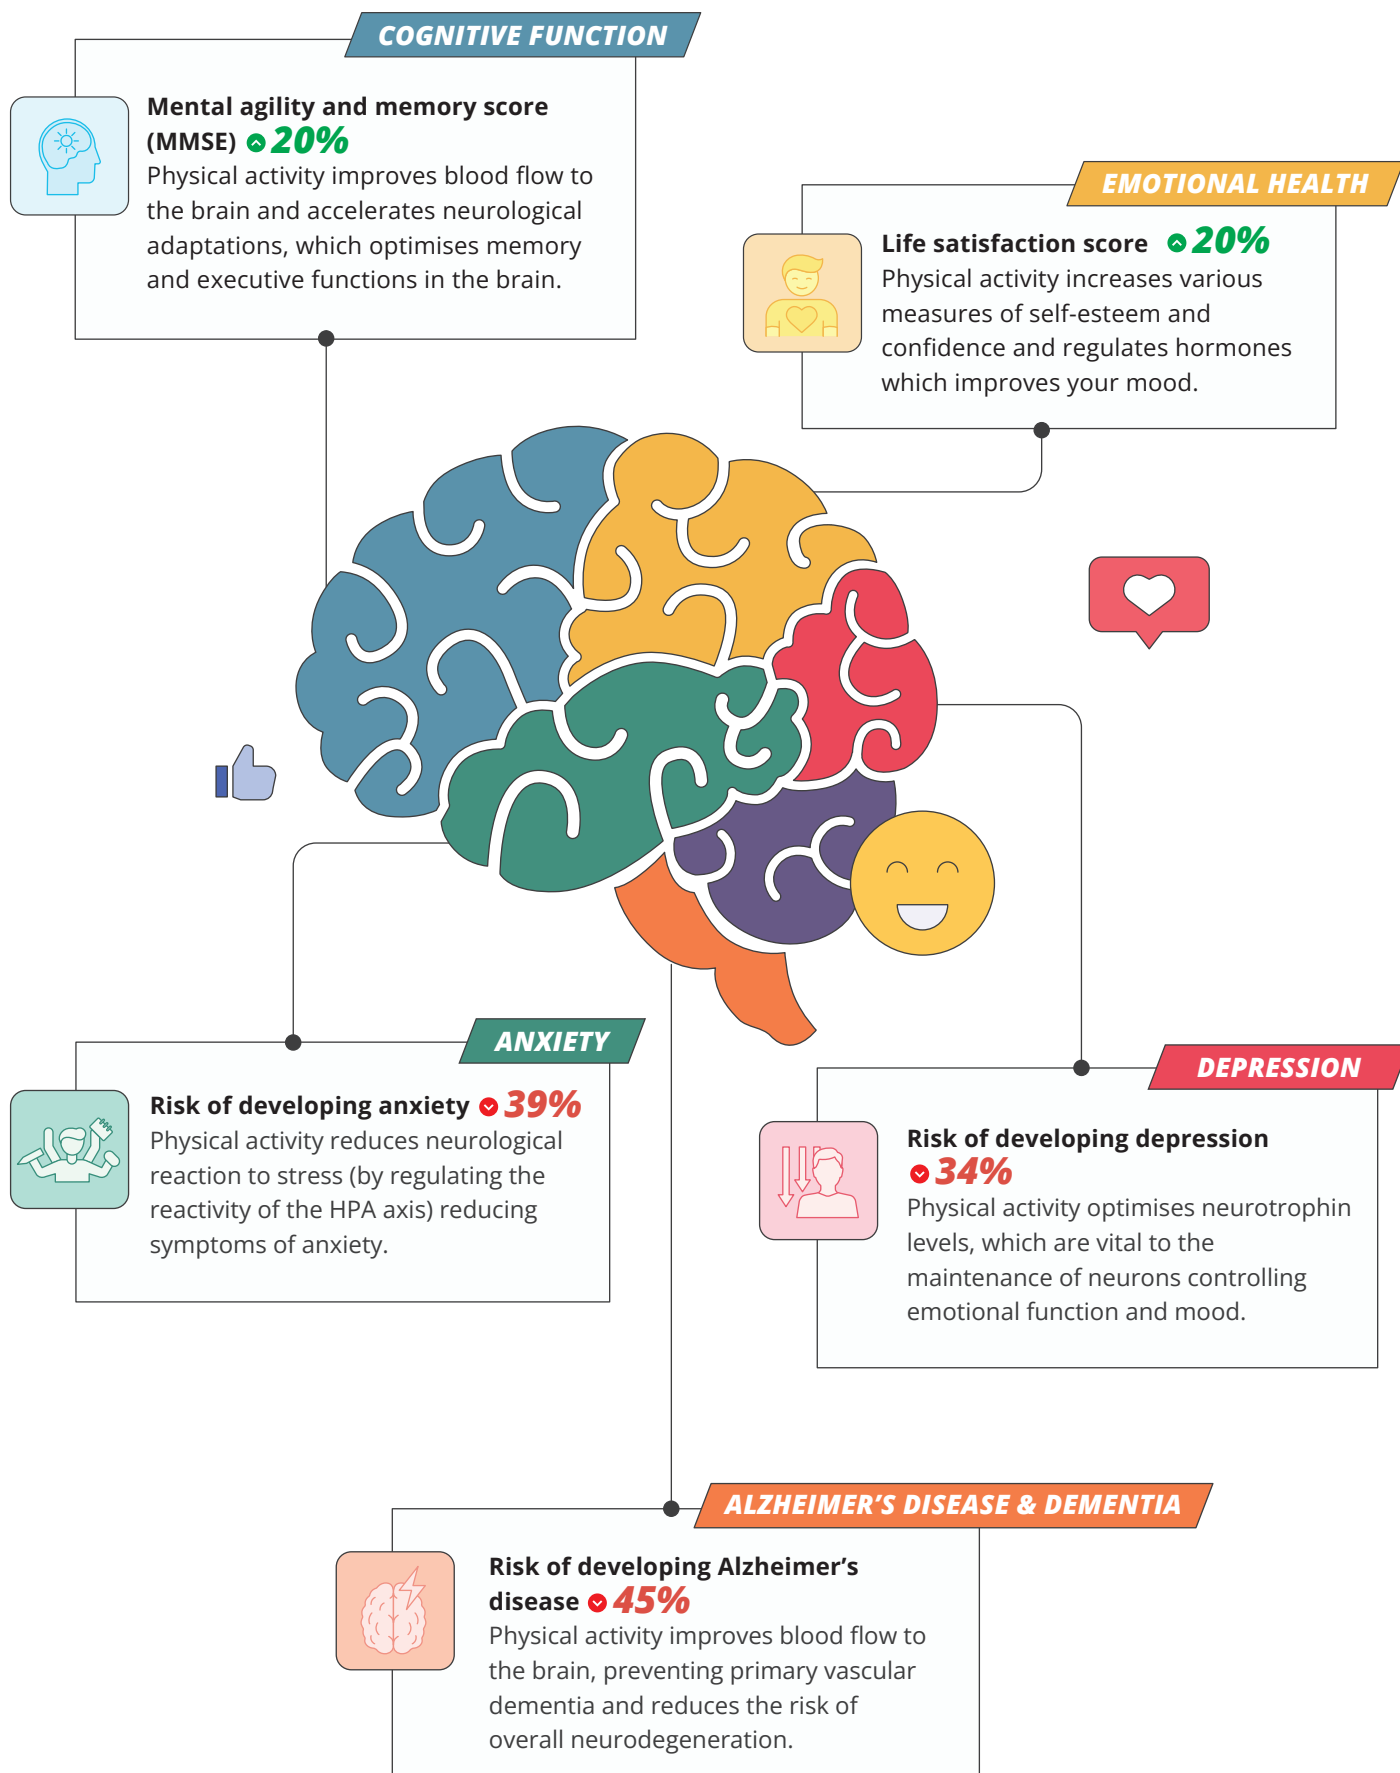 COGNITIVE FUNCTION
Mental agility and memory score
(MMSE) 20%
Physical activity improves blood flow to
the brain and accelerates neurological
adaptations, which optimises memory
and executive functions in the brain.
EMOTIONAL HEALTH
Life satisfaction score 20%
Physical activity increases various
measures of self-esteem and
confidence and regulates hormones
which improves your mood.
ANXIETY
Risk of developing anxiety 39%
Physical activity reduces neurological
reaction to stress (by regulating the
reactivity of the HPA axis) reducing
symptoms of anxiety.
DEPRESSION
Risk of developing depression
34%
Physical activity optimises neurotrophin
levels, which are vital to the
maintenance of neurons controlling
emotional function and mood.
ALZHEIMER’S DISEASE & DEMENTIA
Risk of developing Alzheimer’s
disease 45%
Physical activity improves blood flow to
the brain, preventing primary vascular
dementia and reduces the risk of
overall neurodegeneration.